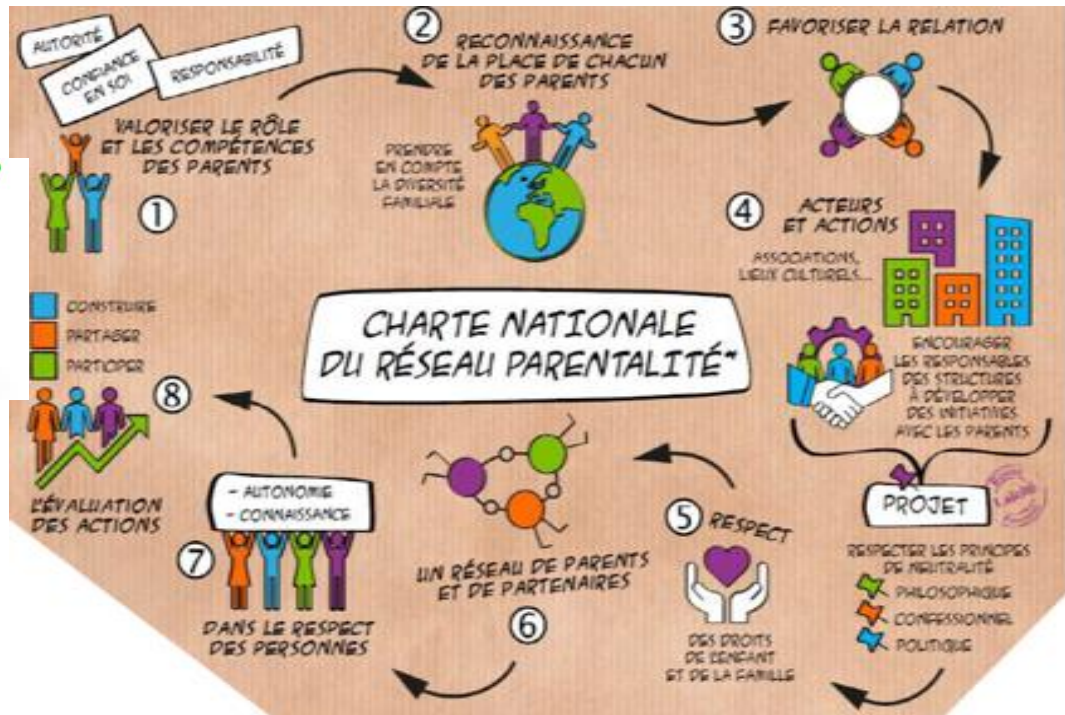 AUTORITÉ
CONFIANCE
EN SOI
RESPONSABILITÉ
VALORISER LE RÔLE
ET LES COMPÉTENCES
DES PARENTS
1
2
RECONNAISSANCE
DE LA PLACE DE CHACUN
DES PARENTS
PRENDRE
EN COMPTE
LA DIVERSITÉ
FAMILIALE
3
FAVORISER LA RELATION
4
ACTEURS
ET ACTIONS
ASSOCIATIONS,
LIEUX CULTURELS...
ENCOURAGER
LES RESPONSABLES
DES STRUCTURES
À DÉVELOPPER
DES INITIATIVES
AVEC LES PARENTS
CHARTE NATIONALE
DU RÉSEAU PARENTALITÉ*
PROJET
RESPECTER LES PRINCIPES
DE NEUTRALITÉ
PHILOSOPHIQUE
CONFESSIONNEL
POLITIQUE
5
RESPECT
DES DROITS
DE L'ENFANT
ET DE LA FAMILLE
UN RÉSEAU DE PARENTS
ET DE PARTENAIRES
6
- AUTONOMIE
- CONNAISSANCE
7
DANS LE RESPECT
DES PERSONNES
CONSTRUIRE
PARTAGER
PARTICIPER
8
L'ÉVALUATION
DES ACTIONS